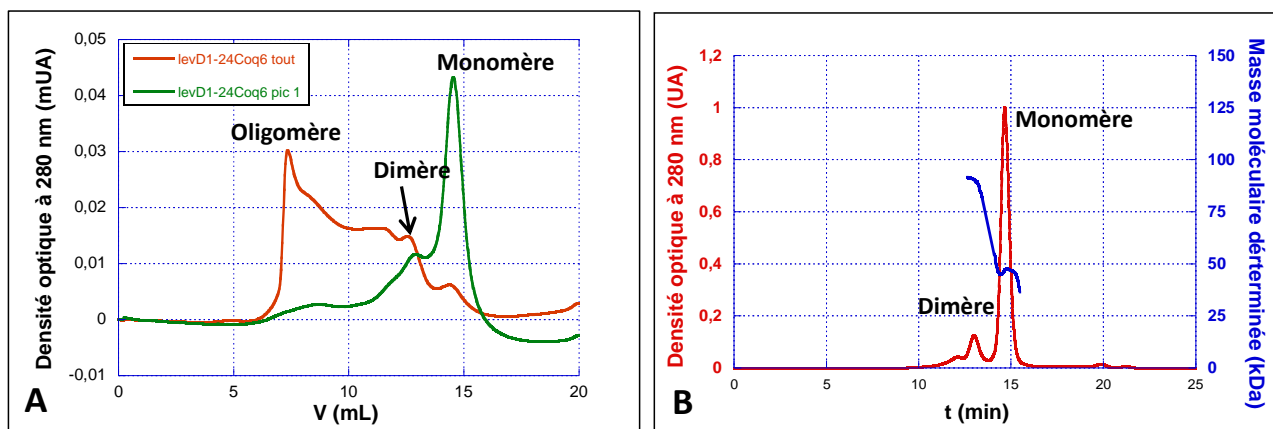 0,05
0,04
0,03
0,02
0,01
0
-0,01
Densité optique à 280 nm (mUA)
levD1-24Coq6 tout
levD1-24Coq6 pic 1
Oligomère
Dimère
Monomère
0 5 10 15 20
V (mL)
A
1,2
1
0,8
0,6
0,4
0,2
0
Densité optique à 280 nm (UA)
Monomère
Dimère
150
125
100
75
50
25
0
Masse moléculaire dérterminée (kDa)
0 5 10 15 20 25
t (min)
B